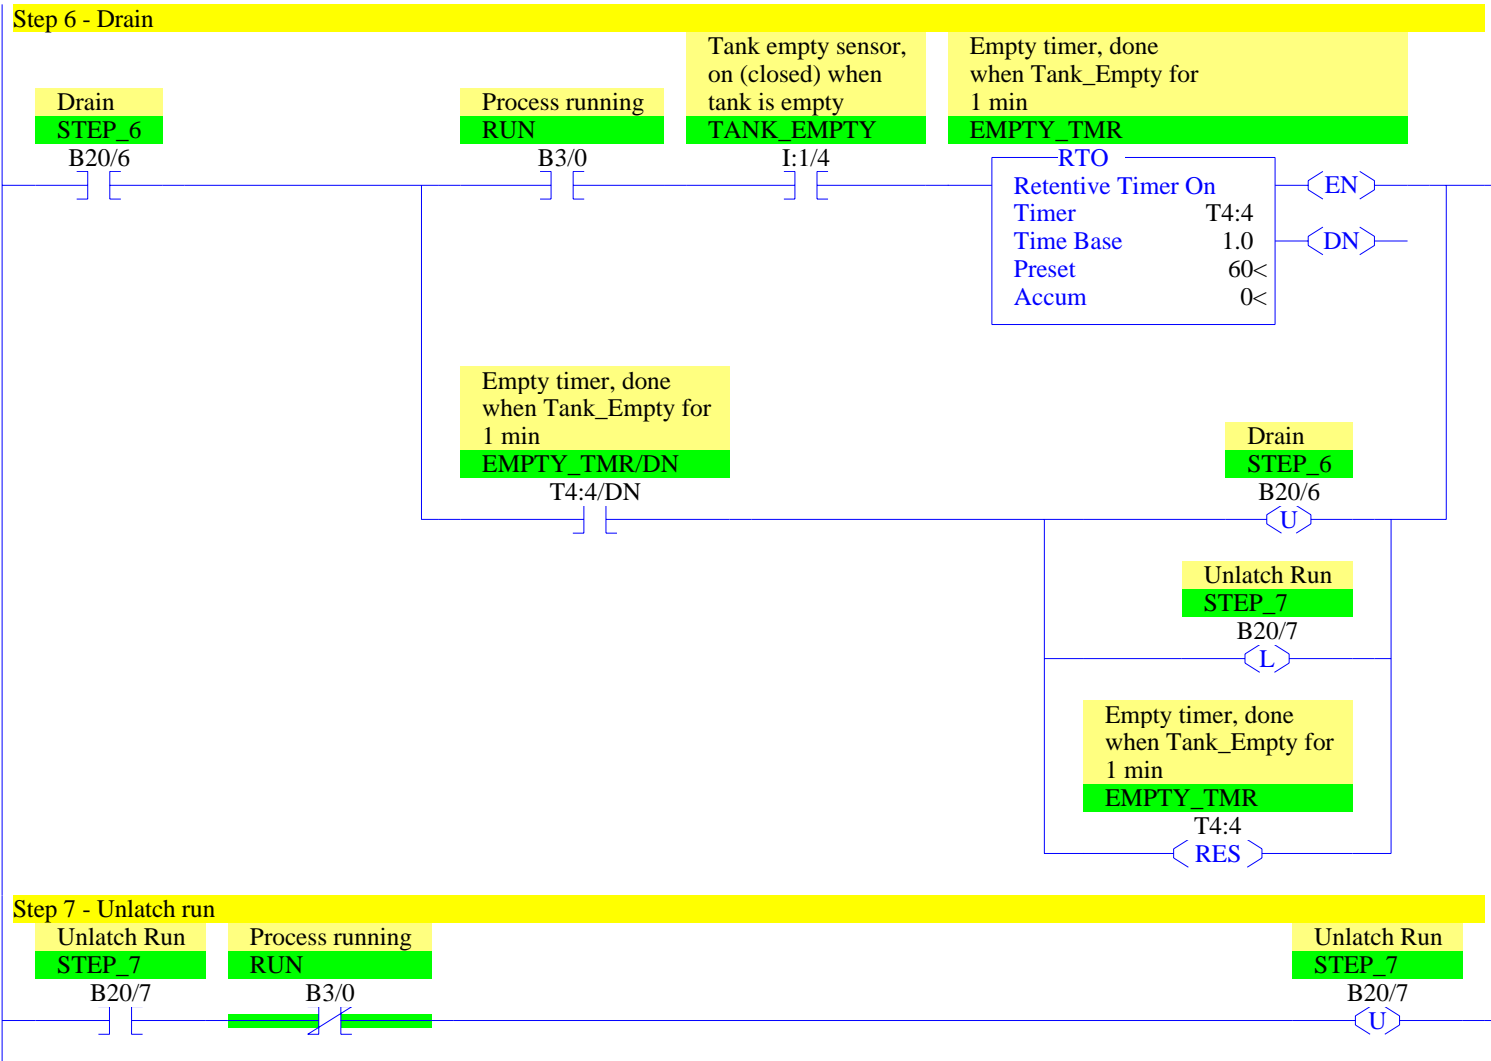 Step 6 - Drain
Drain
STEP_6
B20/6
Process running
RUN
B3/0
Tank empty sensor,
on (closed) when
tank is empty
TANK_EMPTY
I:1/4
Empty timer, done
when Tank_Empty for
1 min
EMPTY_TMR
RTO
Retentive Timer On
Timer T4:4
Time Base 1.0
Preset 60<
Accum 0<
EN
DN
Empty timer, done
when Tank_Empty for
1 min
EMPTY_TMR/DN
T4:4/DN
Drain
STEP_6
B20/6
U
Unlatch Run
STEP_7
B20/7
L
Empty timer, done
when Tank_Empty for
1 min
EMPTY_TMR
T4:4
RES
Step 7 - Unlatch run
Unlatch Run
STEP_7
B20/7
Process running
RUN
B3/0
Unlatch Run
STEP_7
B20/7
U